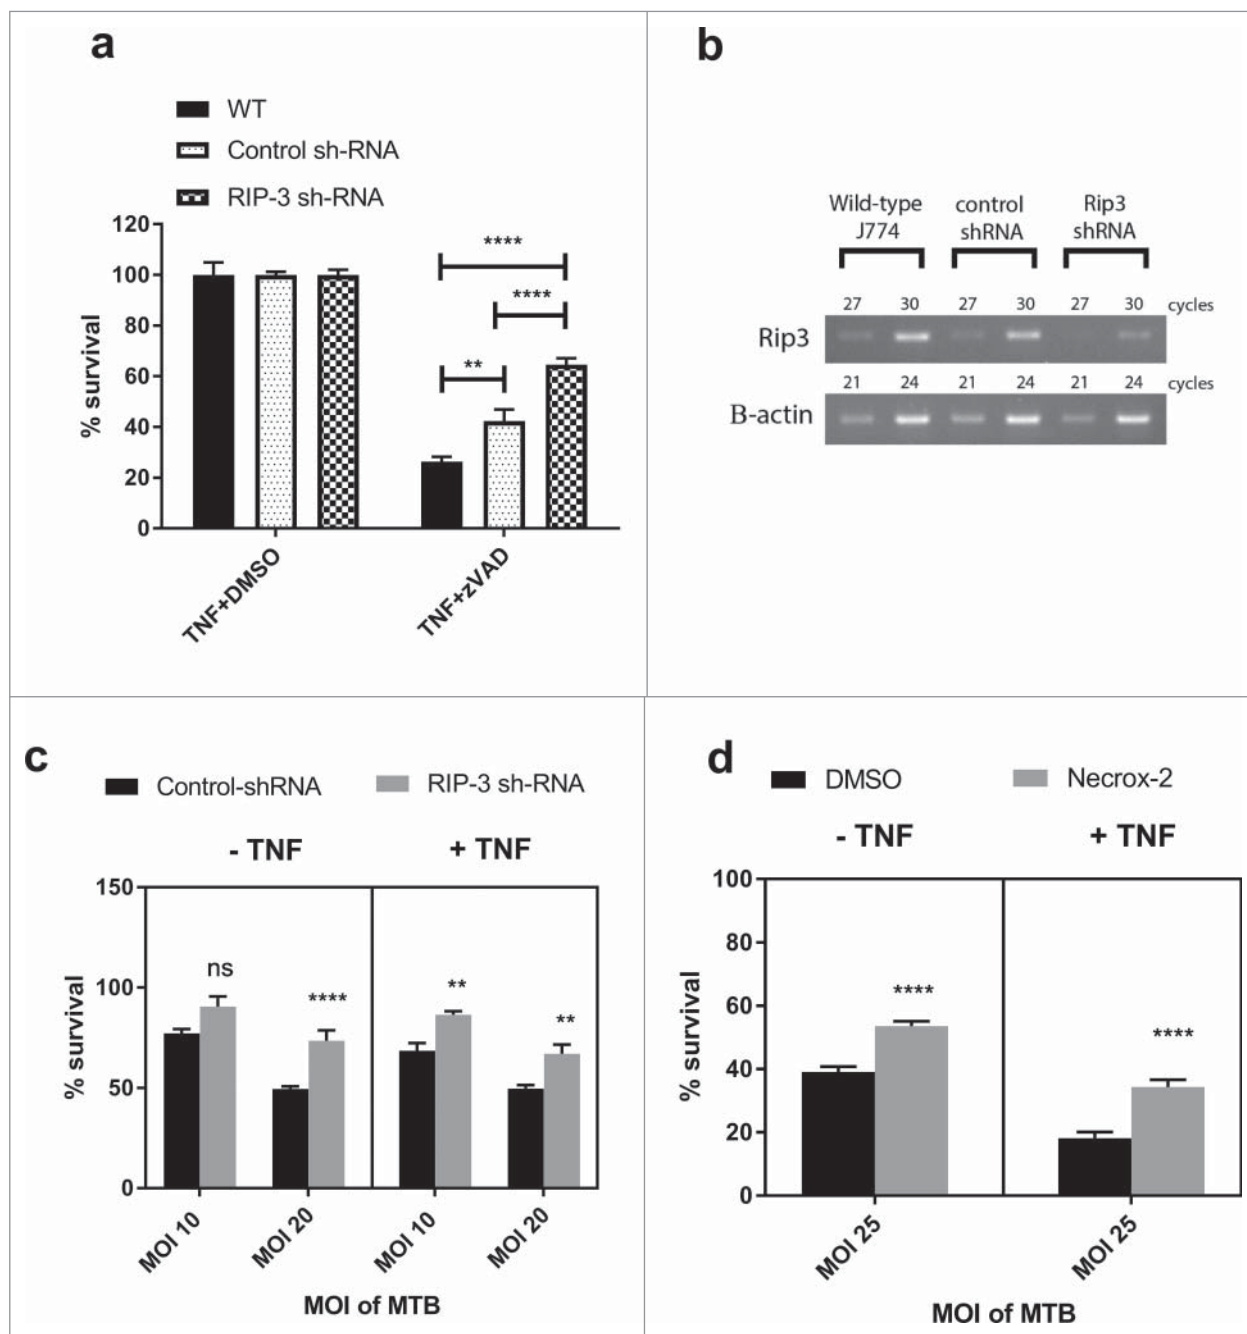 a
WT
Control sh-RNA
RIP-3 sh-RNA
120
100
80
60
40
20
0
% survival
****
****
**
TNF+DMSO
TNF+zVAD
b
Wild-type
J774
control
shRNA
Rip3
shRNA
27 30 27 30 27 30 cycles
Rip3
21 24 21 24 21 24 cycles
B-actin
c
Control-shRNA
RIP-3 sh-RNA
- TNF
+ TNF
150
100
50
0
% survival
ns
****
**
**
MOI 10
MOI 20
MOI 10
MOI 20
MOI of MTB
d
DMSO
Necrox-2
- TNF
+ TNF
100
80
60
40
20
0
% survival
****
****
MOI 25
MOI 25
MOI of MTB